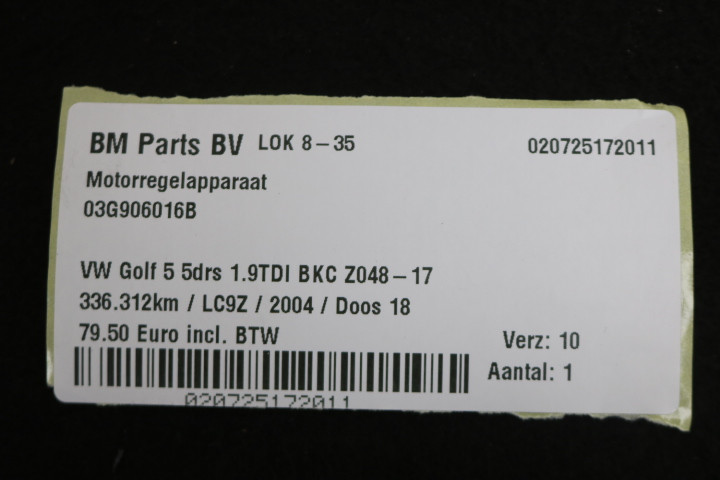 BM Parts BV LOK 8-35 020725172011
Motorregelapparaat
03G906016B
VW Golf 5 5drs 1.9TDI BKC Z048-17
336.312km / LC9Z / 2004 / Doos 18
79.50 Euro incl. BTW Verz: 10
Aantal: 1
020725172011